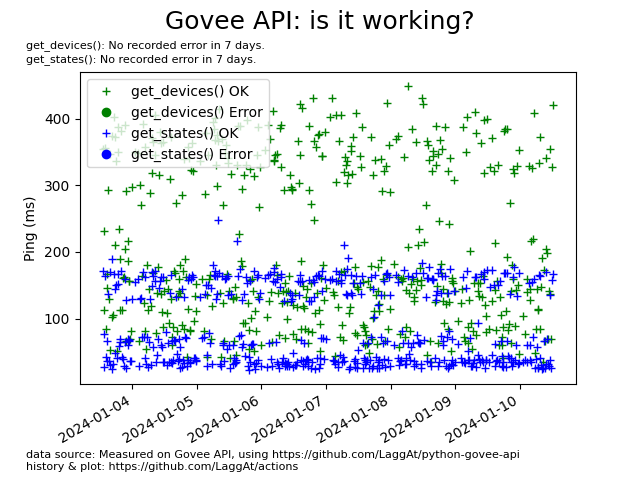 Govee API: is it working?
get_devices(): No recorded error in 7 days.
get_states(): No recorded error in 7 days.
get_devices() OK
get_devices() Error
get_states() OK
get_states() Error
Ping (ms)
400
300
200
100
2024-01-04
2024-01-05
2024-01-06
2024-01-07
2024-01-08
2024-01-09
2024-01-10
data source: Measured on Govee API, using https://github.com/LaggAt/python-govee-api
history & plot: https://github.com/LaggAt/actions